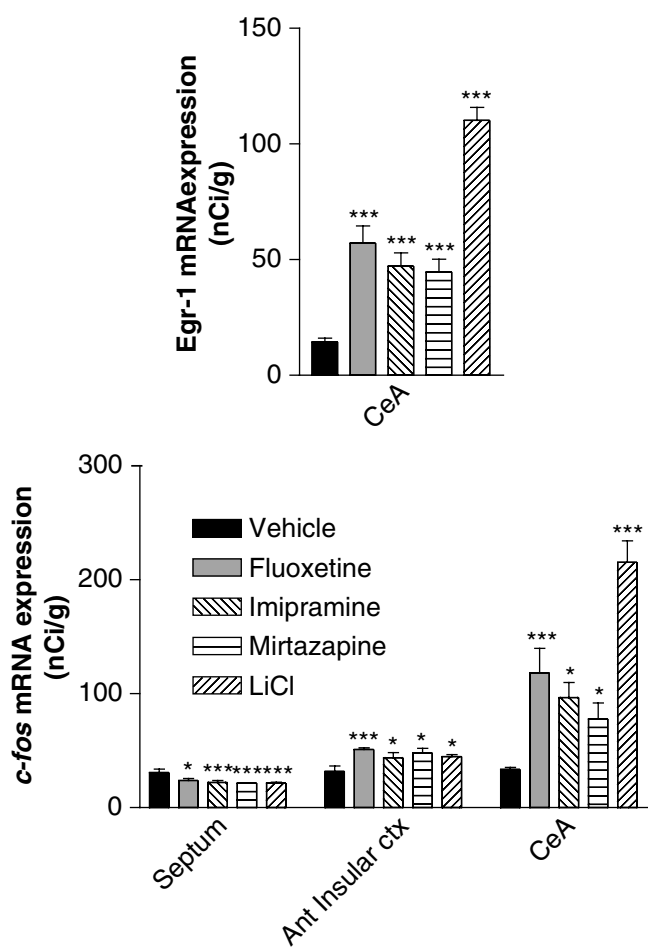 150
100
50
0
Egr-1 mRNAexpression
(nCi/g)
***
***
***
***
CeA
300
200
100
0
c-fos mRNA expression
(nCi/g)
Vehicle
Fluoxetine
Imipramine
Mirtazapine
LiCl
* *********
*** * * *
*** * * ***
Septum
Ant Insular ctx
CeA